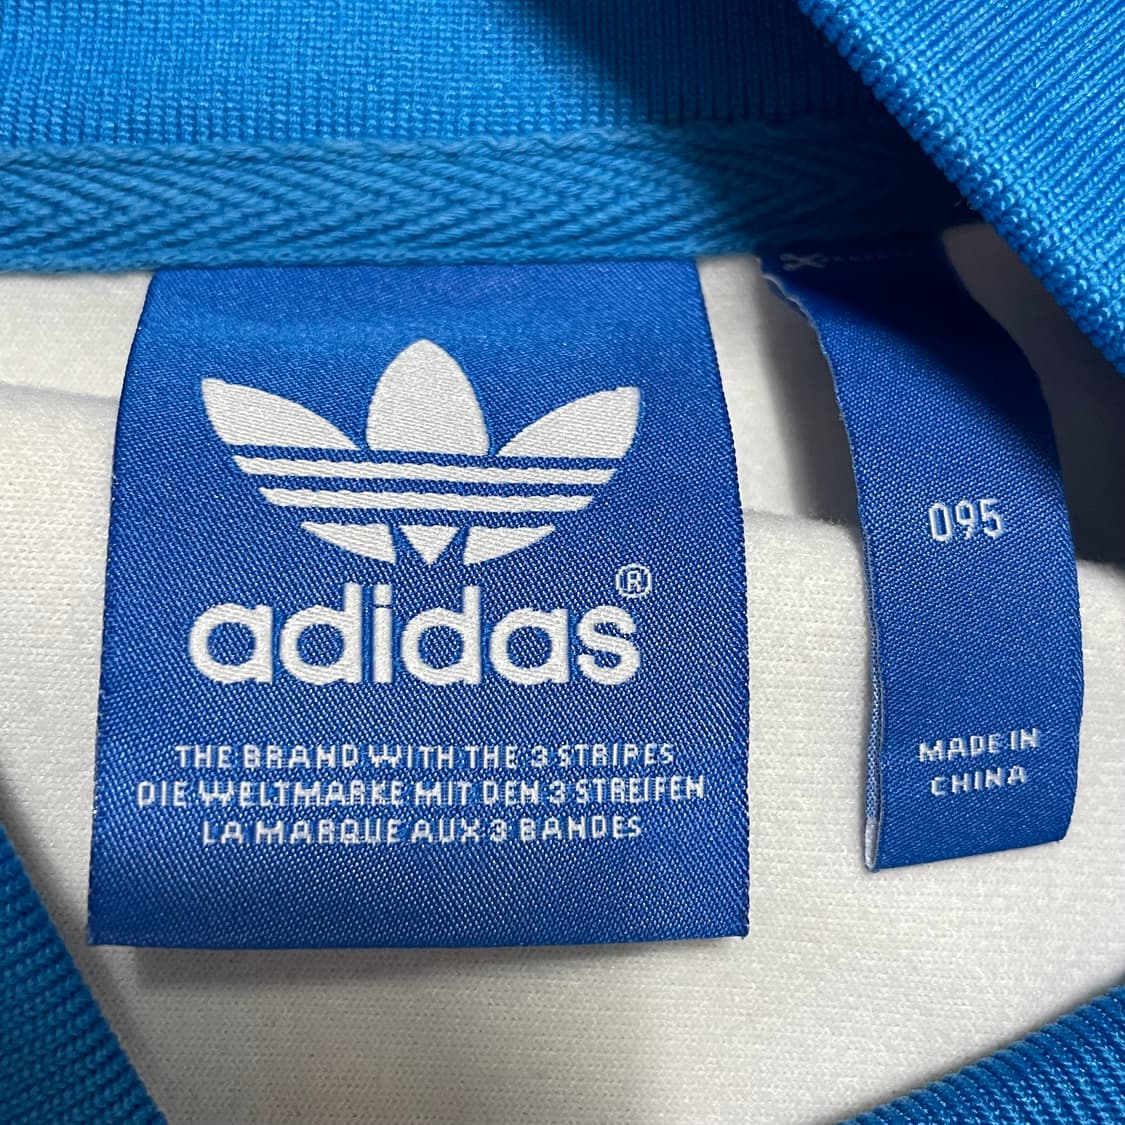 adidas®
THE BRAND WITH THE 3 STRIPES
DIE WELTMARKE MIT DEN 3 STREIFEN
LA MARQUE AUX 3 BANDES
095
MADE IN
CHINA